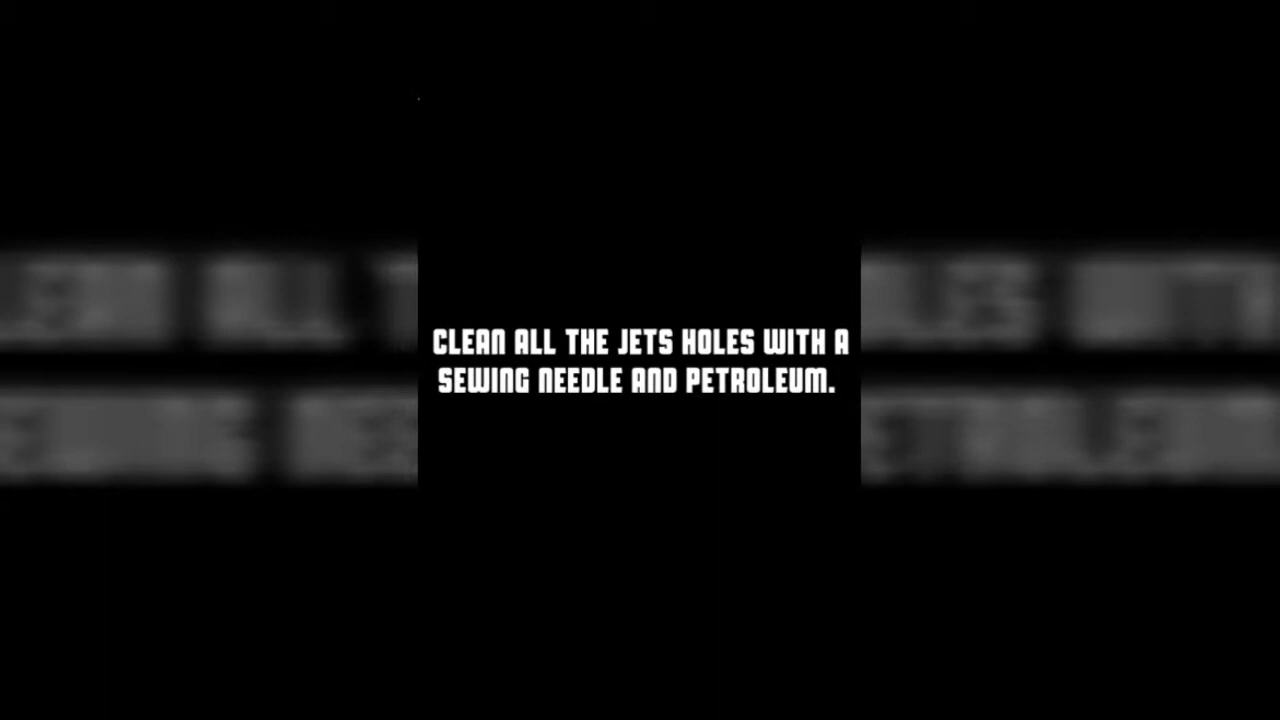 CLEAN ALL THE JETS HOLES WITH A
SEWING NEEDLE AND PETROLEUM.